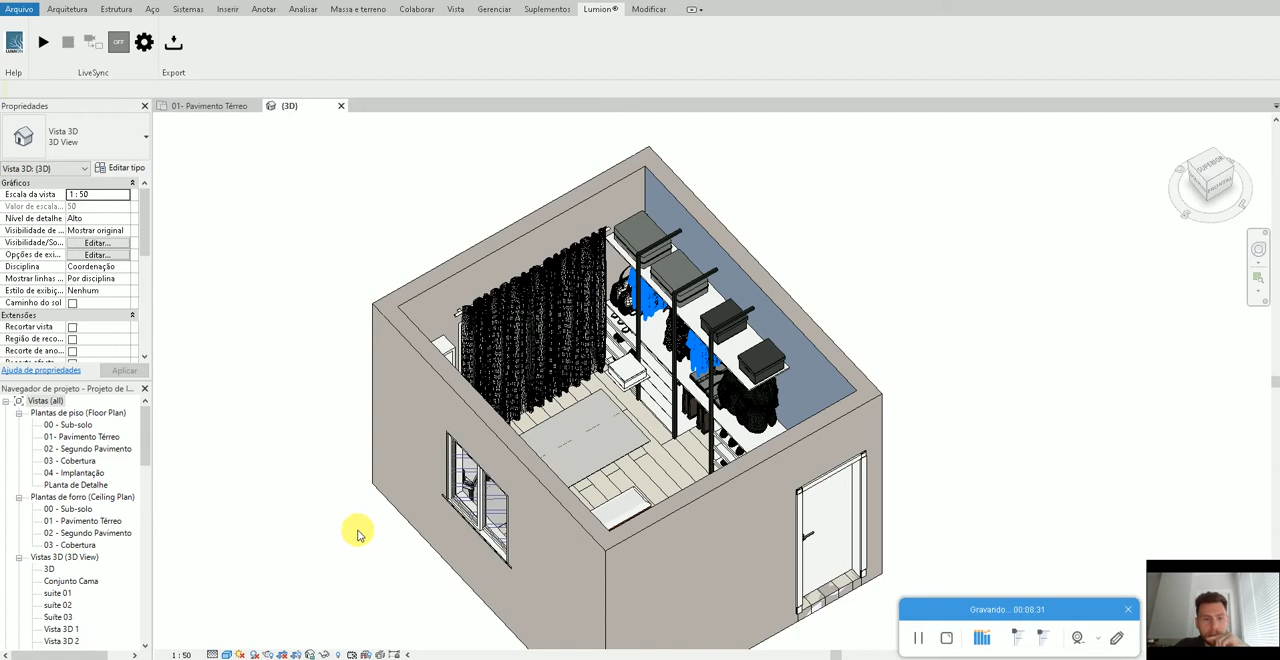 Arquivo Arquitetura Estrutura Aço Sistemas Inserir Anotar Analisar Massa e terreno Colaborar Vista Gerenciar Suplementos Lumion® Modificar
LUMION OFF
Help LiveSync Export
Propriedades
01- Pavimento Térreo {3D}
Vista 3D
3D View
Vista 3D: {3D} Editar tipo
Gráficos
Escala da vista 1 : 50
Valor de escala... 50
Nível de detalhe Alto
Visibilidade de ... Mostrar original
Visibilidade/So... Editar...
Opções de exi... Editar...
Disciplina Coordenação
Mostrar linhas Por disciplina
Estilo de exibiç... Nenhum
Caminho do sol
Extensões
Recortar vista
Região de reco...
Recorte de ano...
Ajuda de propriedades Aplicar
Navegador de projeto - Projeto de I...
Vistas (all)
Plantas de piso (Floor Plan)
00 - Sub-solo
01- Pavimento Térreo
02 - Segundo Pavimento
03 - Cobertura
04 - Implantação
PLanta de Detalhe
Plantas de forro (Ceiling Plan)
00 - Sub-solo
01 - Pavimento Térreo
02 - Segundo Pavimento
03 - Cobertura
Vistas 3D (3D View)
3D
Conjunto Cama
suíte 01
suíte 02
Suíte 03
Vista 3D 1
Vista 3D 2
1 : 50
SUPERIOR
FRONTAL
Gravando... 00:08:31